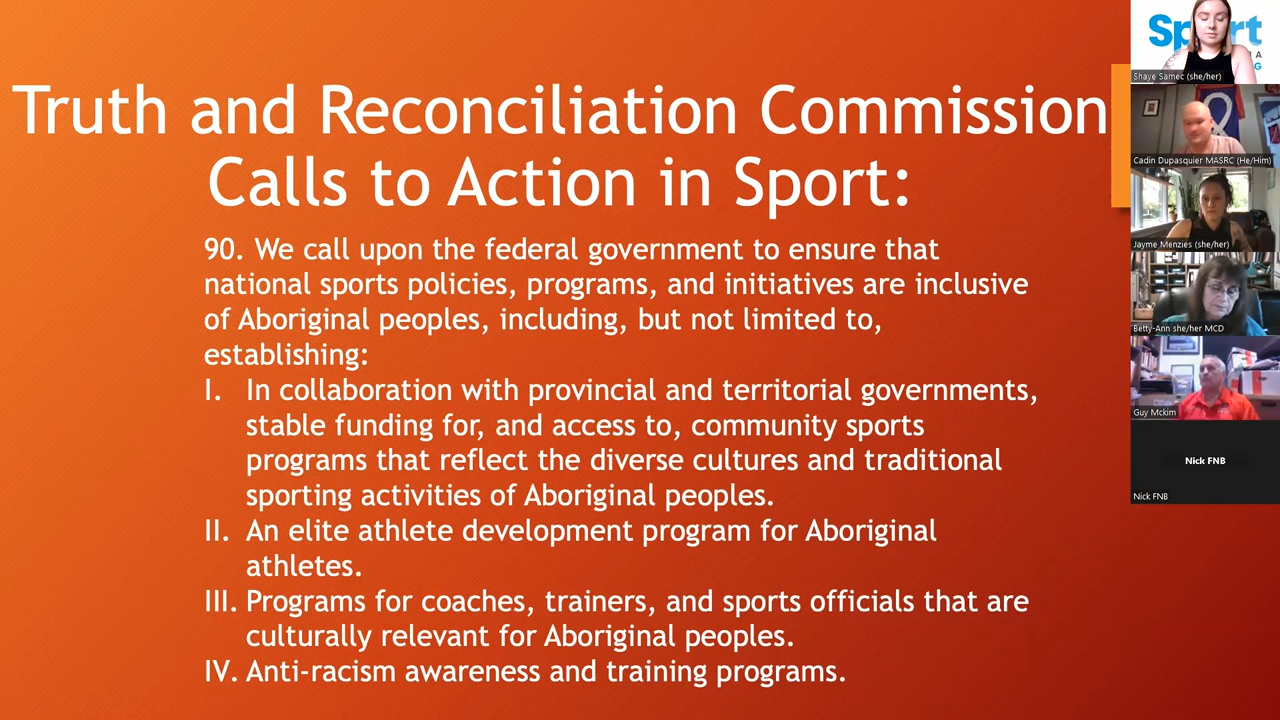 Truth and Reconciliation Commission
Calls to Action in Sport:
90. We call upon the federal government to ensure that
national sports policies, programs, and initiatives are inclusive
of Aboriginal peoples, including, but not limited to,
establishing:
I. In collaboration with provincial and territorial governments,
stable funding for, and access to, community sports
programs that reflect the diverse cultures and traditional
sporting activities of Aboriginal peoples.
II. An elite athlete development program for Aboriginal
athletes.
III. Programs for coaches, trainers, and sports officials that are
culturally relevant for Aboriginal peoples.
IV. Anti-racism awareness and training programs.
Shaye Samec (she/her)
Cadin Dupasquier MASRC (He/Him)
Jayme Menzies (she/her)
Betty-Ann she/her MCD
Guy Mckim
Nick FNB
Nick FNB